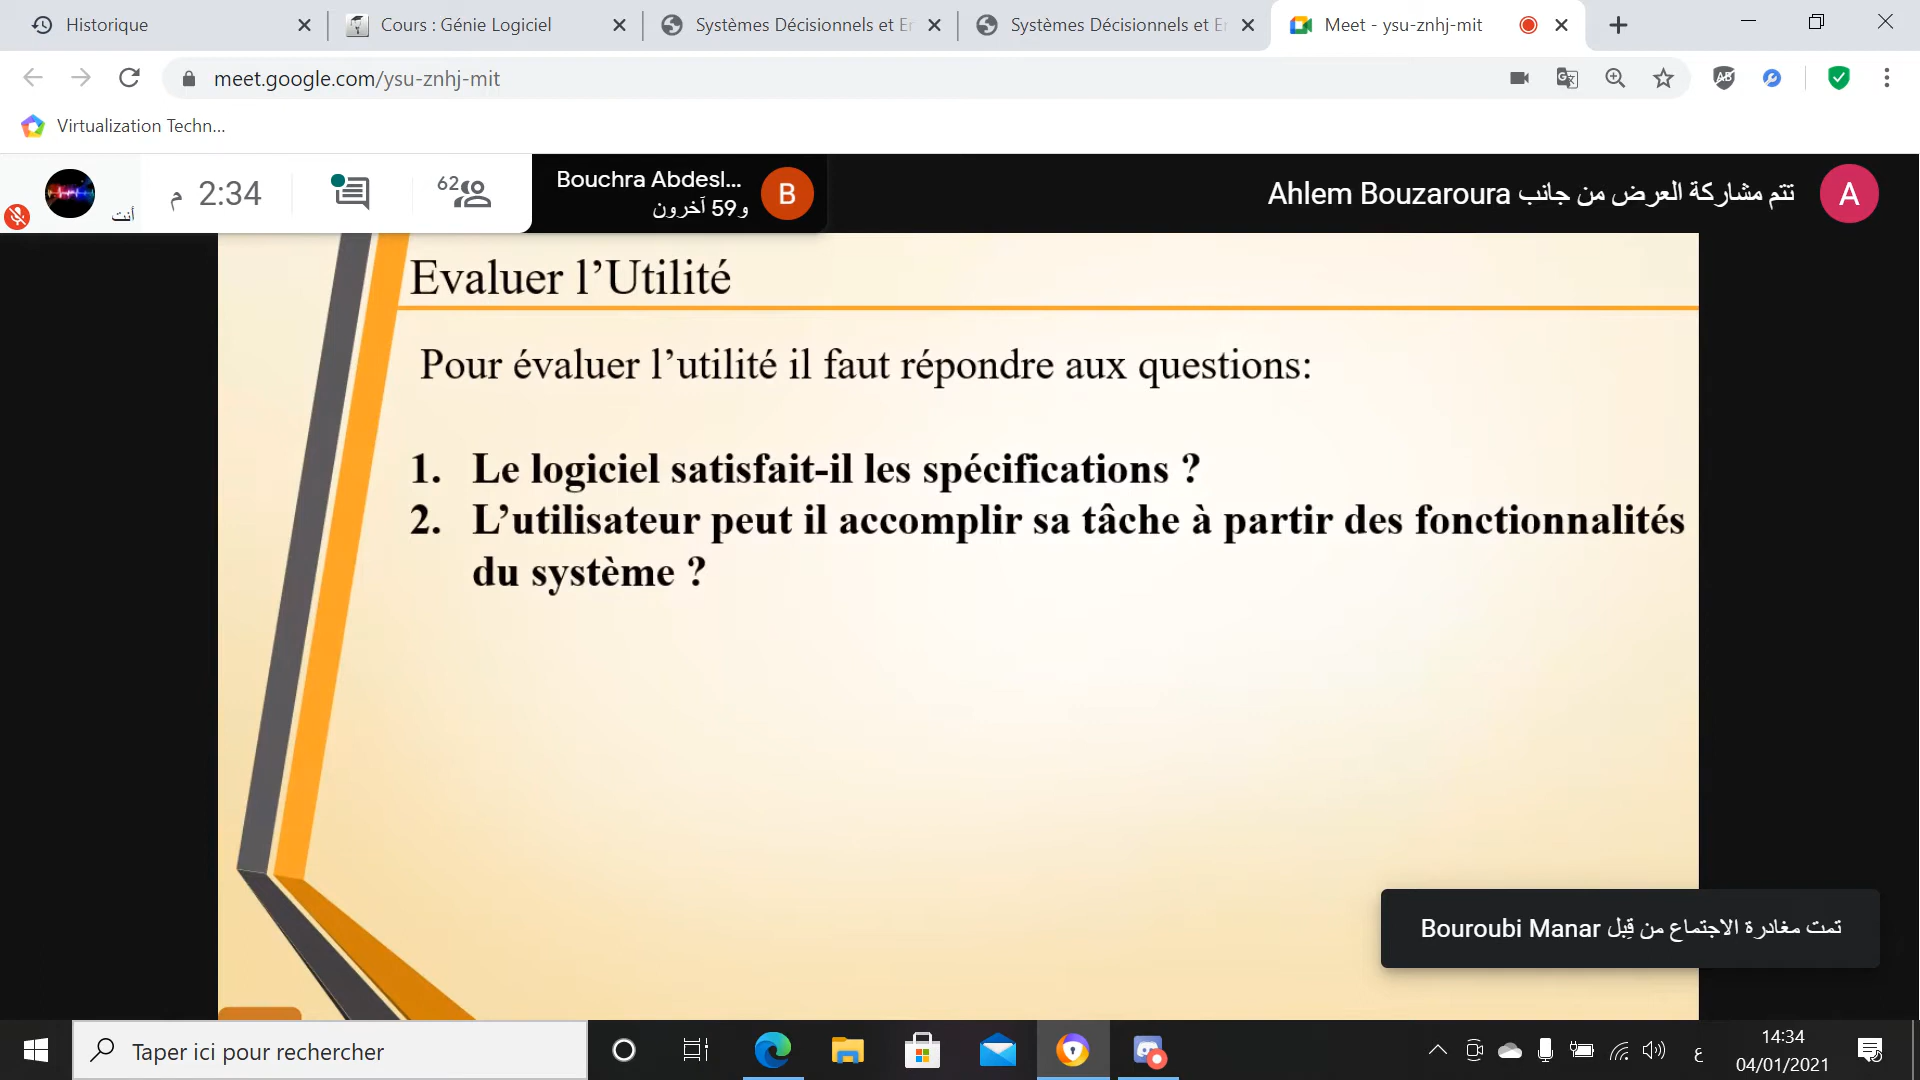 Historique
Cours : Génie Logiciel
Systèmes Décisionnels et En
Systèmes Décisionnels et En
Meet - ysu-znhj-mit
meet.google.com/ysu-znhj-mit
Virtualization Techn...
أنت
2:34 م
62
Bouchra Abdesl...
و59 آخرون
B
تتم مشاركة العرض من جانب Ahlem Bouzaroura
A
Evaluer l’Utilité
Pour évaluer l’utilité il faut répondre aux questions:
1. Le logiciel satisfait-il les spécifications ?
2. L’utilisateur peut il accomplir sa tâche à partir des fonctionnalités
du système ?
تمت مغادرة الاجتماع من قِبل Bouroubi Manar
Taper ici pour rechercher
ع
14:34
04/01/2021